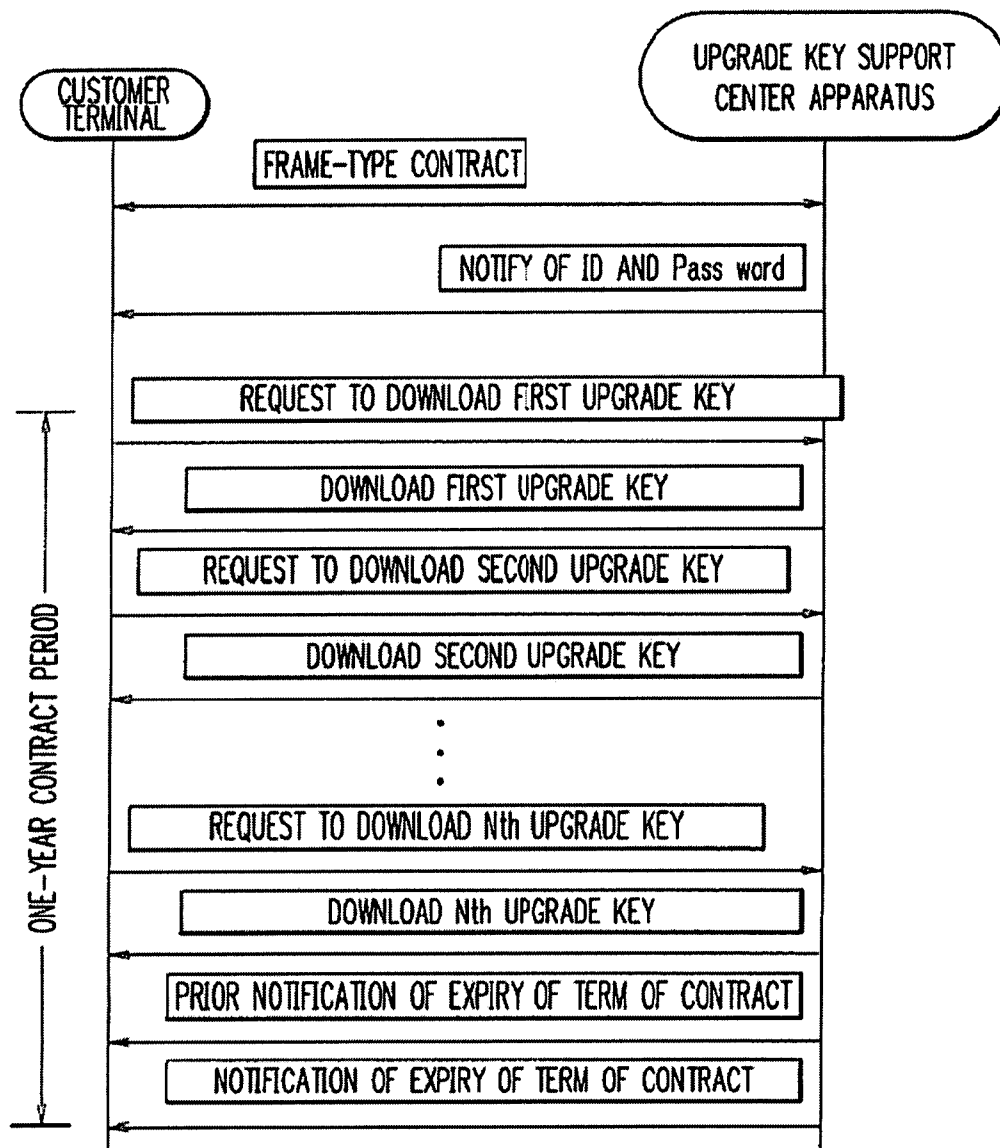 UPGRADE KEY SUPPORT
CENTER APPARATUS
CUSTOMER
TERMINAL
FRAME-TYPE CONTRACT
NOTIFY OF ID AND Pass word
REQUEST TO DOWNLOAD FIRST UPGRADE KEY
DOWNLOAD FIRST UPGRADE KEY
REQUEST TO DOWNLOAD SECOND UPGRADE KEY
DOWNLOAD SECOND UPGRADE KEY
REQUEST TO DOWNLOAD Nth UPGRADE KEY
DOWNLOAD Nth UPGRADE KEY
PRIOR NOTIFICATION OF EXPIRY OF TERM OF CONTRACT
NOTIFICATION OF EXPIRY OF TERM OF CONTRACT
ONE-YEAR CONTRACT PERIOD